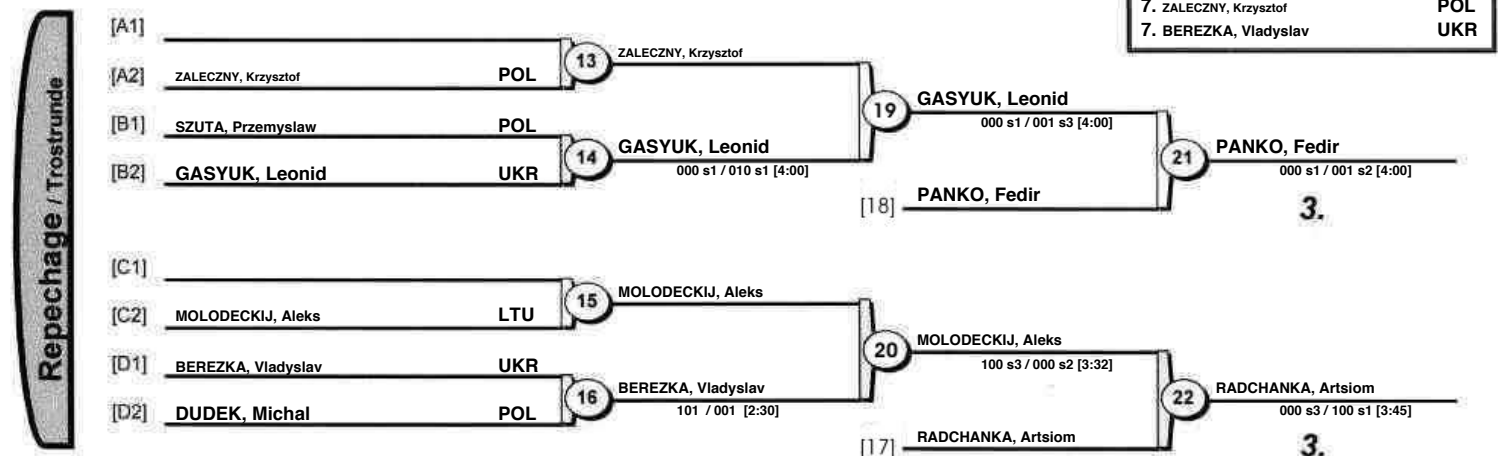 7. ZALECZNY, Krzysztof POL
7. BEREZKA, Vladyslav UKR
Repechage / Trostrunde
[A1]
[A2] ZALECZNY, Krzysztof POL
13 ZALECZNY, Krzysztof
[B1] SZUTA, Przemyslaw POL
[B2] GASYUK, Leonid UKR
14 GASYUK, Leonid
000 s1 / 010 s1 [4:00]
19 GASYUK, Leonid
000 s1 / 001 s3 [4:00]
[18] PANKO, Fedir
21 PANKO, Fedir
000 s1 / 001 s2 [4:00]
3.
[C1]
[C2] MOLODECKIJ, Aleks LTU
15 MOLODECKIJ, Aleks
[D1] BEREZKA, Vladyslav UKR
[D2] DUDEK, Michal POL
16 BEREZKA, Vladyslav
101 / 001 [2:30]
20 MOLODECKIJ, Aleks
100 s3 / 000 s2 [3:32]
[17] RADCHANKA, Artsiom
22 RADCHANKA, Artsiom
000 s3 / 100 s1 [3:45]
3.